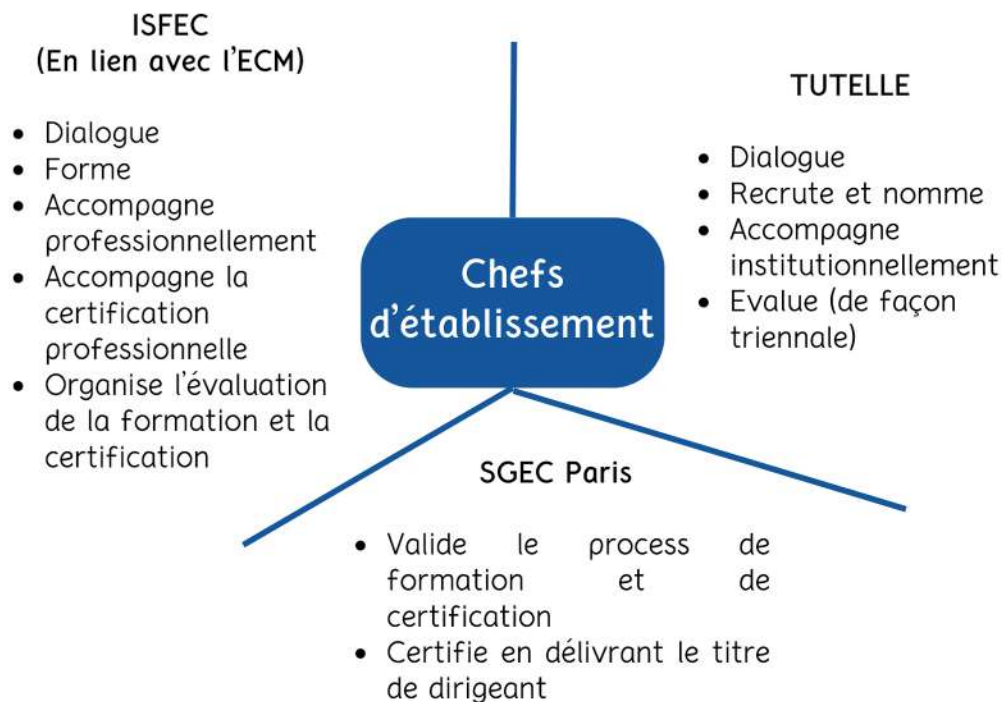 ISFEC
(En lien avec l'ECM)
• Dialogue
• Forme
• Accompagne
professionnellement
• Accompagne la
certification
professionnelle
• Organise l'évaluation
de la formation et la
certification
Chefs
d'établissement
TUTELLE
• Dialogue
• Recrute et nomme
• Accompagne
institutionnellement
• Evalue (de façon
triennale)
SGEC Paris
• Valide le process de
formation et de
certification
• Certifie en délivrant le titre
de dirigeant